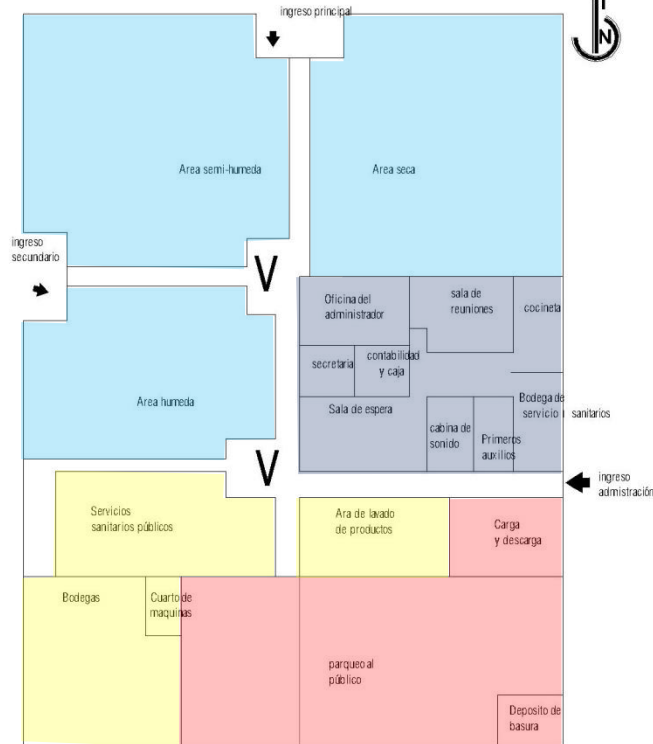 ingreso principal
N
Area semi-humeda
Area seca
ingreso
secundario
V
Oficina del
administrador
sala de
reuniones
cocineta
secretaria
contabilidad
y caja
Area humeda
Sala de espera
Bodega de
servicio
sanitarios
cabina de
sonido
Primeros
auxilios
V
ingreso
admistración
Servicios
sanitarios públicos
Ara de lavado
de productos
Carga
y descarga
Bodegas
Cuarto de
maquinas
parqueo al
público
Deposito de
basura